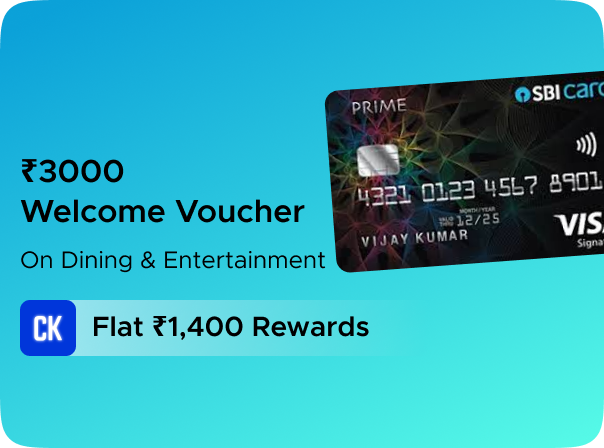 ₹3000
Welcome Voucher
On Dining & Entertainment
CK Flat ₹1,400 Rewards
PRIME
SBI card
4321 0123 4567 8901
MONTH/YEAR
VALID THRU 12/25
VIJAY KUMAR
VISA
Signat